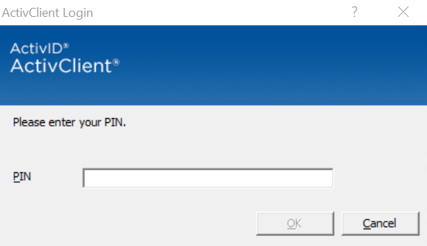 ActivClient Login
ActivID®
ActivClient®
Please enter your PIN.
PIN
OK Cancel